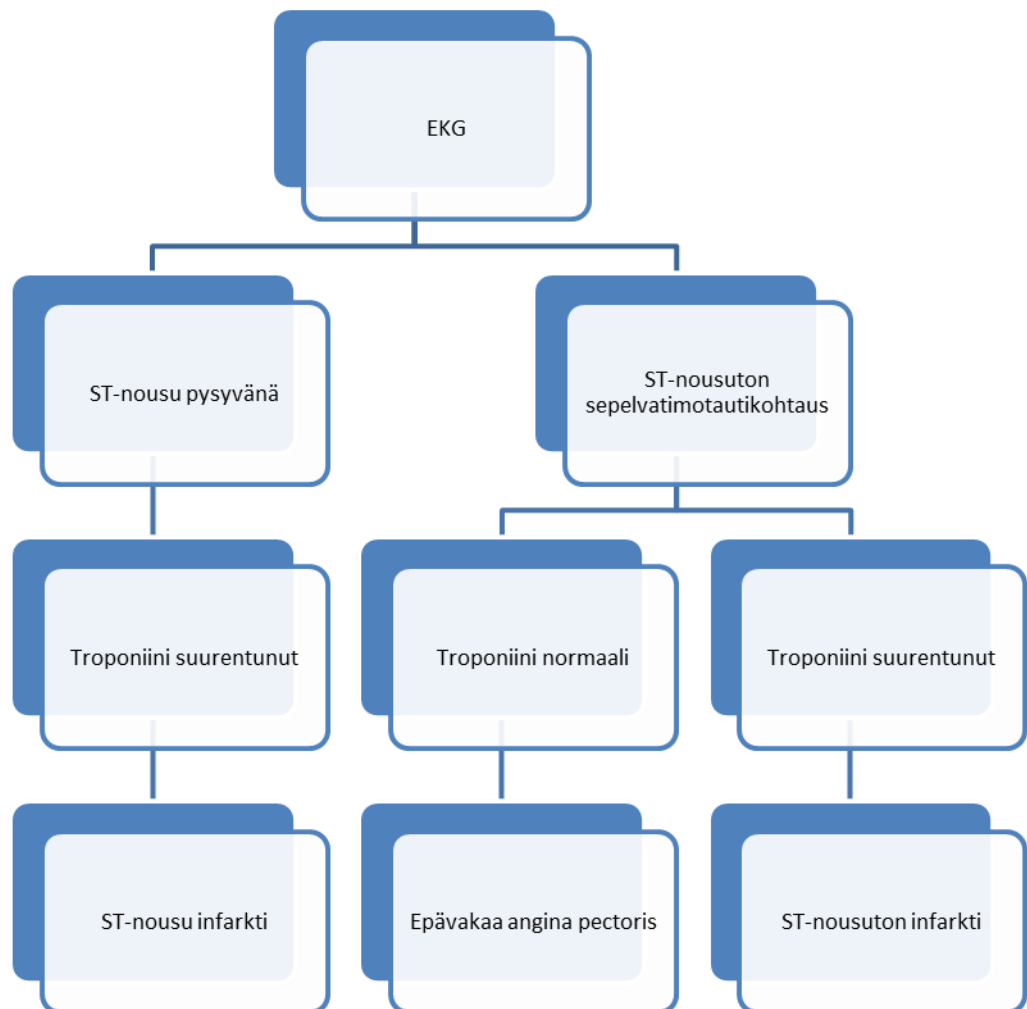 EKG
ST-nousu pysyvänä
ST-nousuton
sepelvatimotautikohtaus
Troponiini suurentunut
Troponiini normaali
Troponiini suurentunut
ST-nousu infarkti
Epävakaa angina pectoris
ST-nousuton infarkti